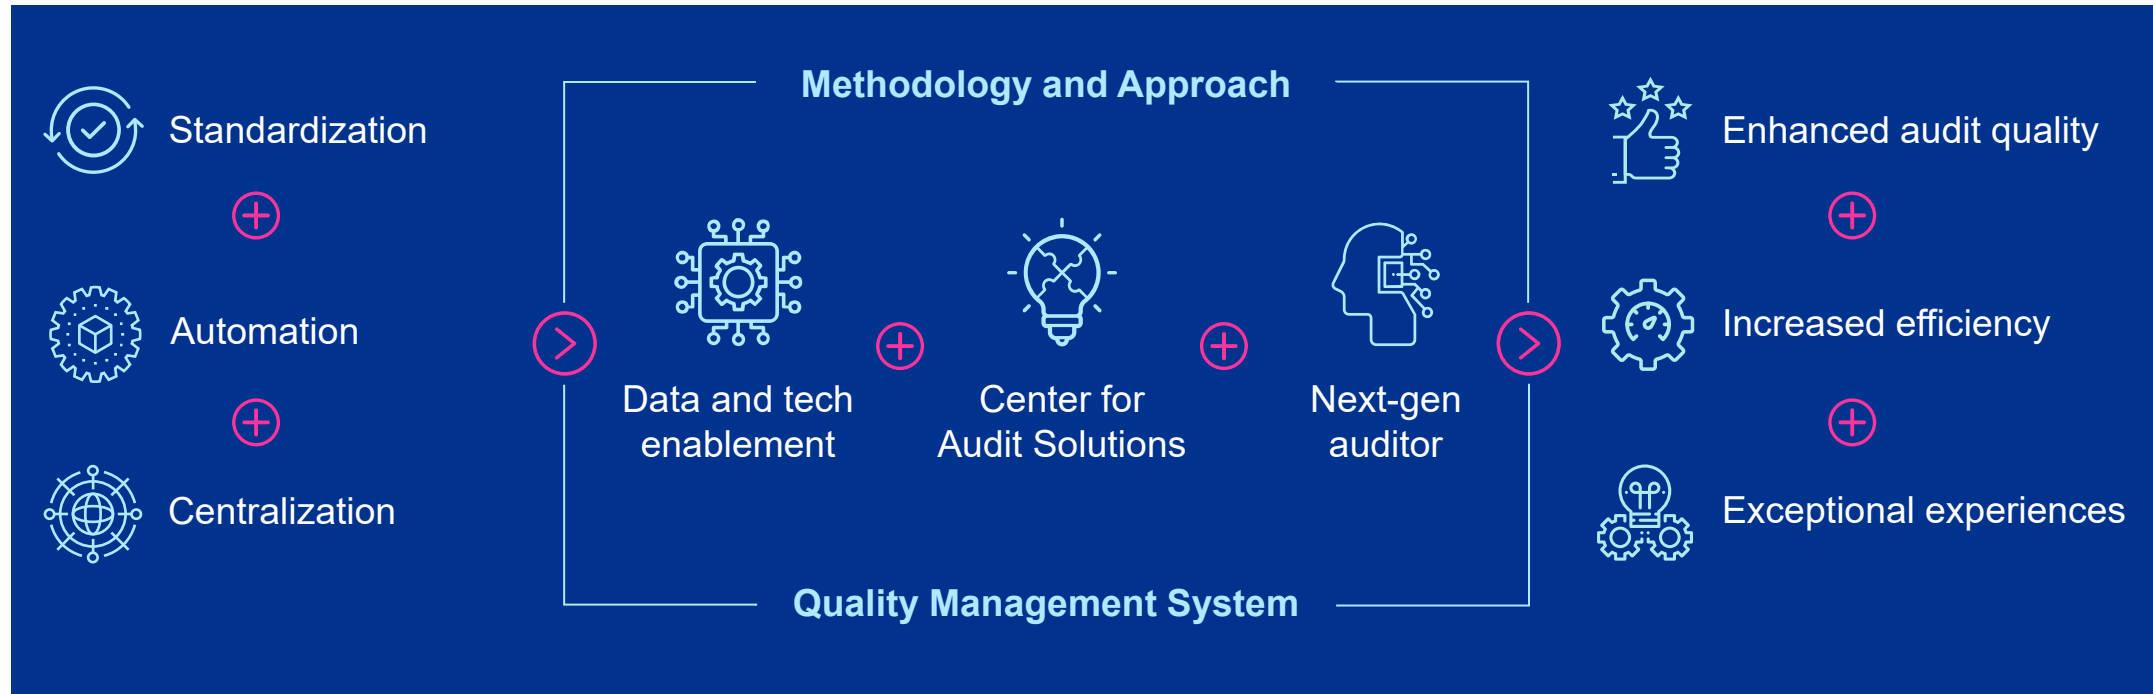 Standardization
Automation
Centralization
Methodology and Approach
Data and tech
enablement
Center for
Audit Solutions
Next-gen
auditor
Quality Management System
Enhanced audit quality
Increased efficiency
Exceptional experiences